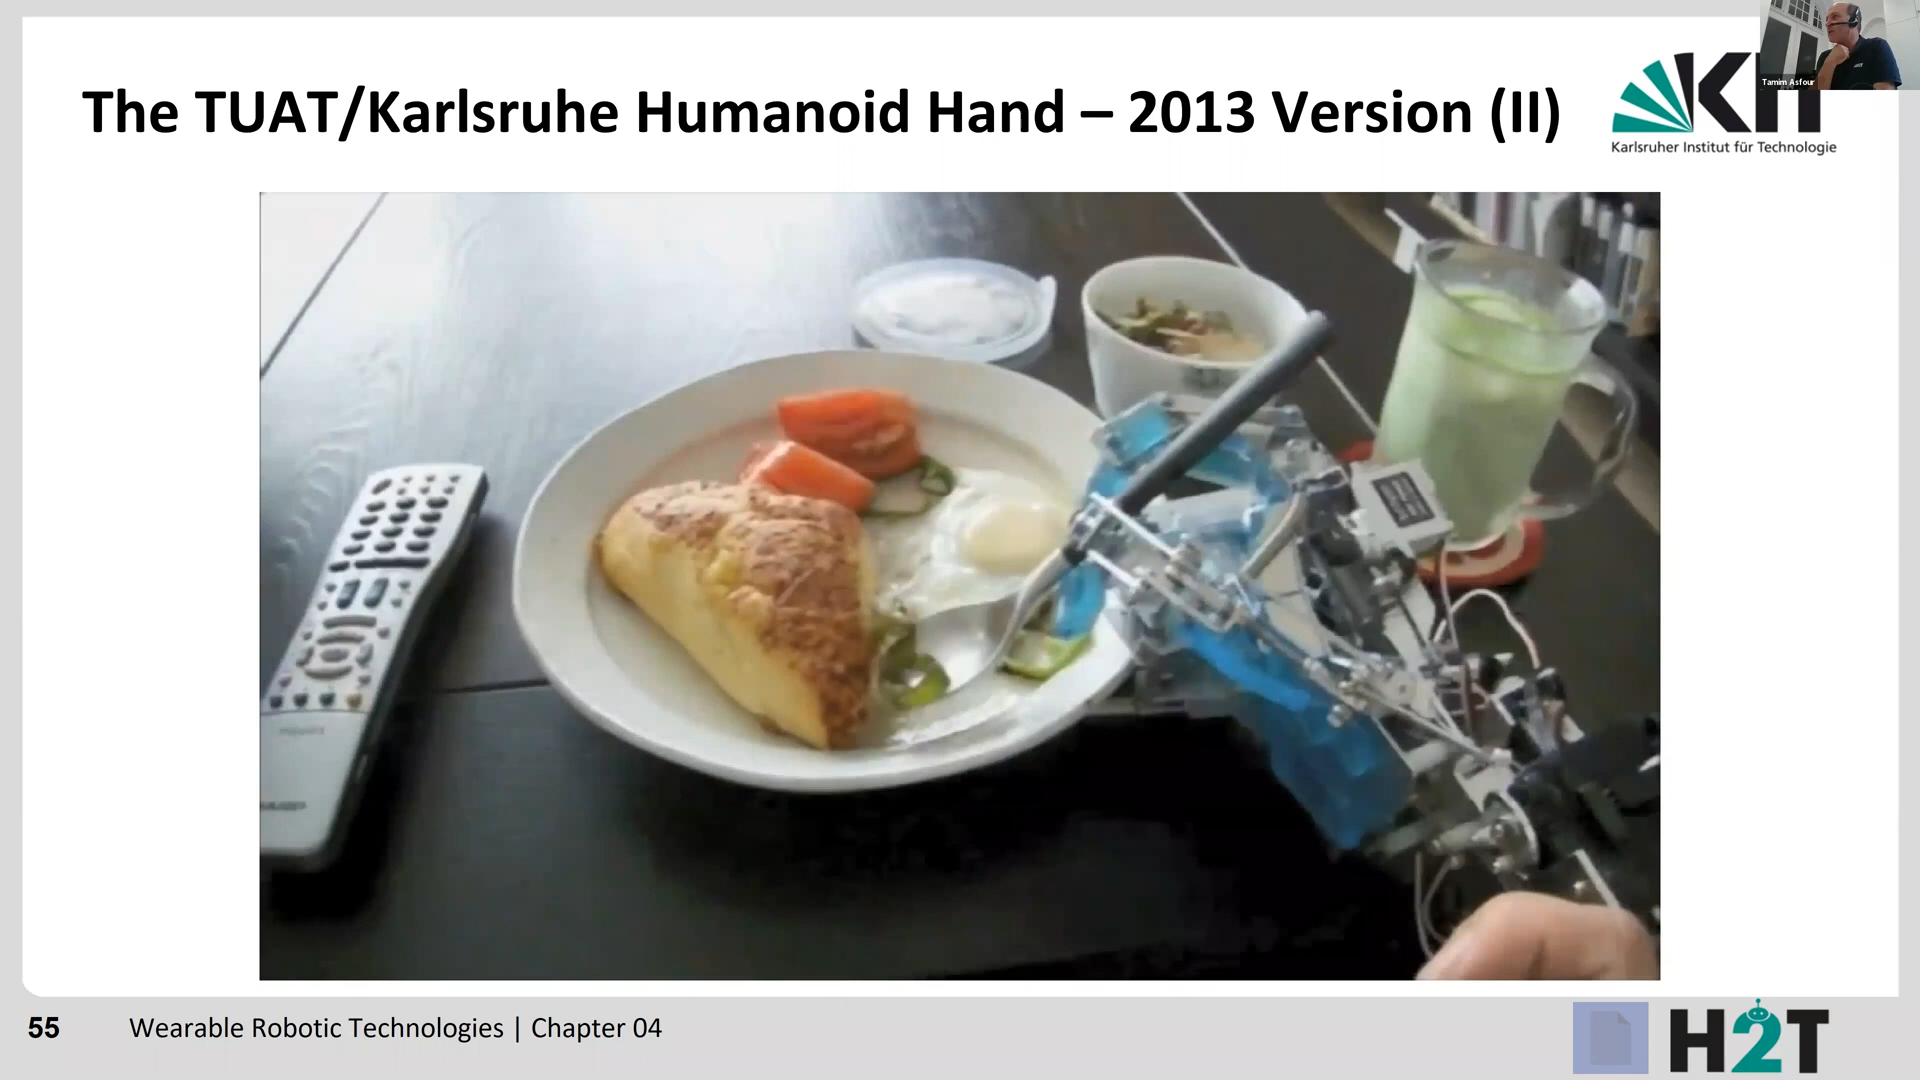 The TUAT/Karlsruhe Humanoid Hand – 2013 Version (II)
Tamim Asfour
KIT
Karlsruher Institut für Technologie
55
Wearable Robotic Technologies | Chapter 04
H2T